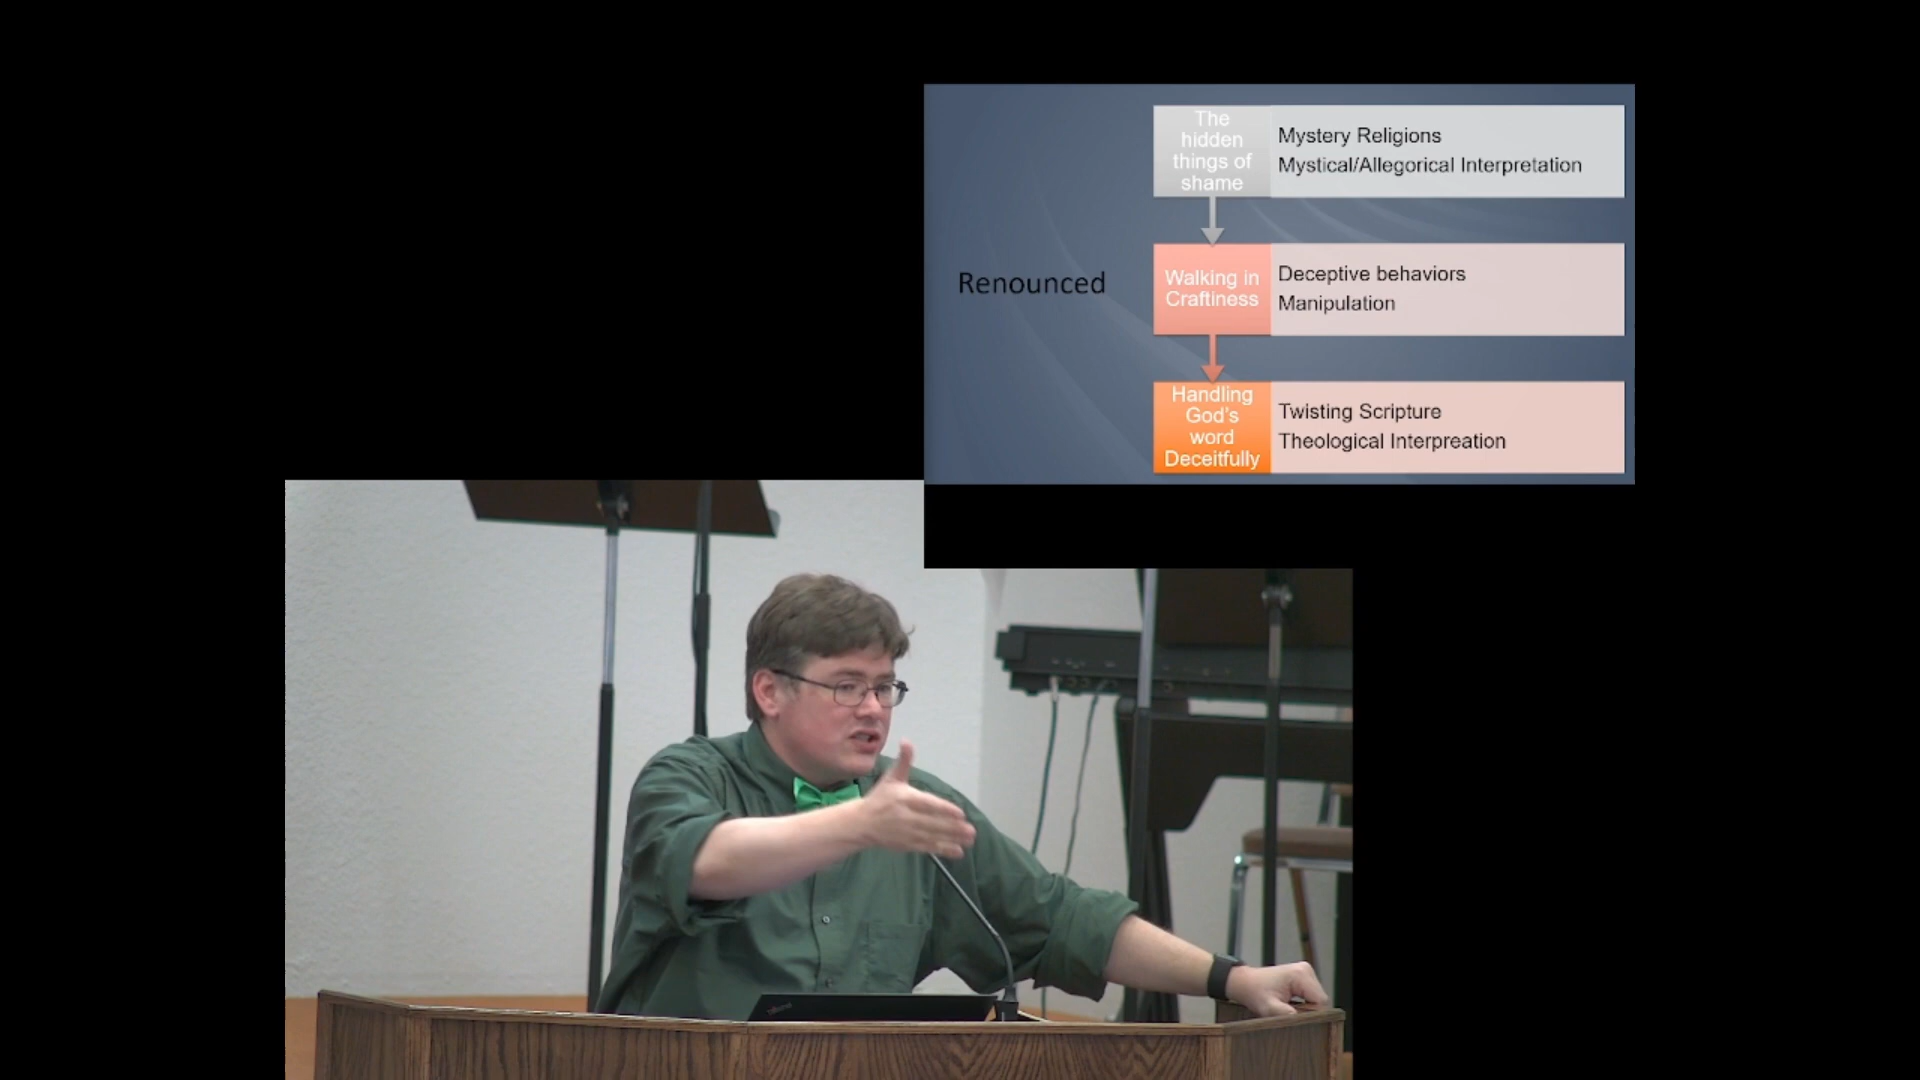 The
hidden
things of
shame
Mystery Religions
Mystical/Allegorical Interpretation
Renounced
Walking in
Craftiness
Deceptive behaviors
Manipulation
Handling
God's
word
Deceitfully
Twisting Scripture
Theological Interpreation